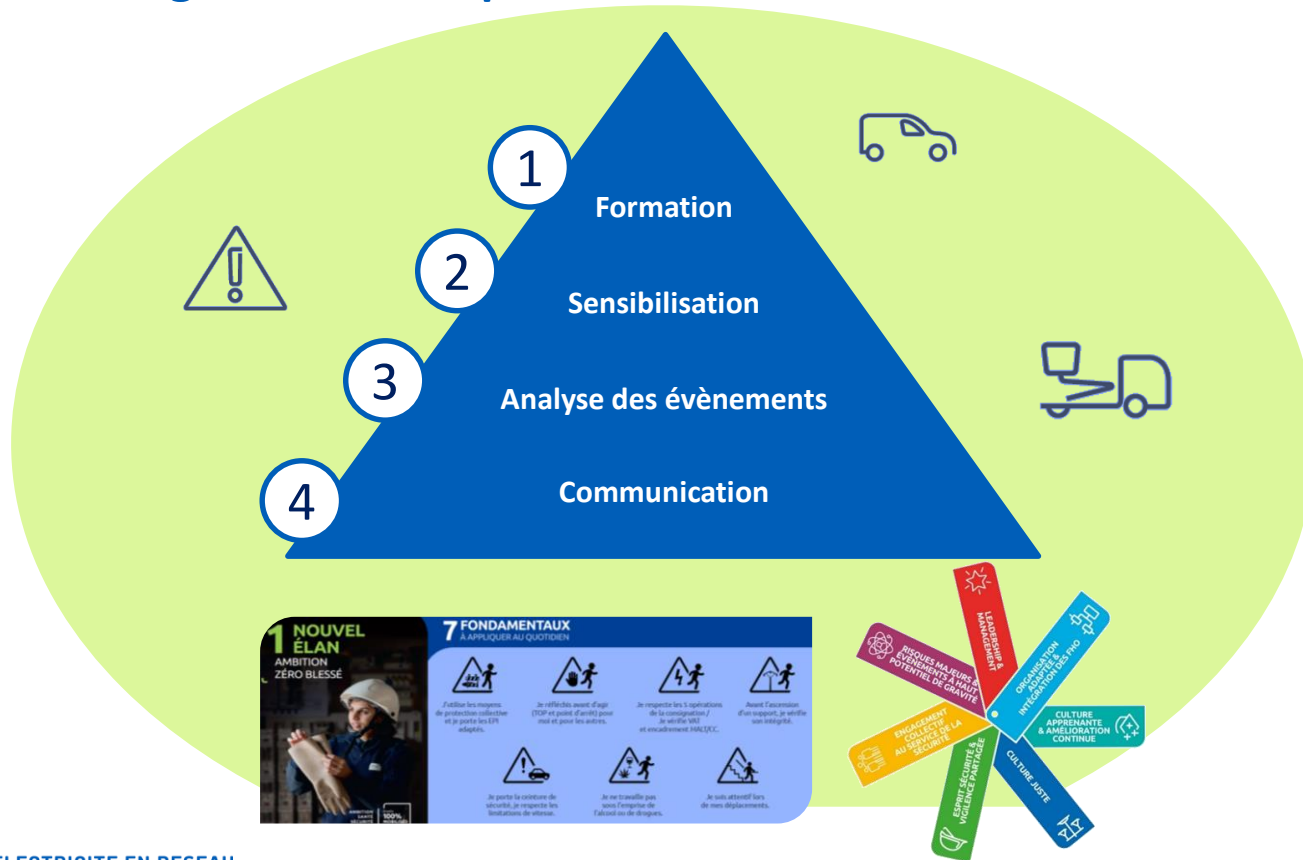 1
Formation
2
Sensibilisation
3
Analyse des évènements
4
Communication
1 NOUVEL
ÉLAN
AMBITION
ZÉRO BLESSÉ
100%
7 FONDAMENTAUX
À APPLIQUER AU QUOTIDIEN
J'utilise les moyens
de protection collective
et je porte les EPI
adaptés.
Je réfléchis avant d'agir
(TOP et point d'arrêt) pour
moi et pour les autres.
Je respecte les 5 opérations
de la consignation /
Je vérifie VAT
et encadrement
Avant l'ascension
d'un support, je vérifie
son intégrité.
Je porte la ceinture de
sécurité, je respecte les
limitations de vitesse.
Je ne travaille pas
sous l'emprise de
l'alcool ou de drogues.
Je suis attentif lors
de mes déplacements.
LEADERSHIP &
MANAGEMENT
ORGANISATION
ADAPTÉE &
INTÉGRATION DES FHO
CULTURE
APPRENANTE
& AMÉLIORATION
CONTINUE
CULTURE JUSTE
ESPRIT SÉCURITÉ &
VIGILENCE PARTAGÉE
ENGAGEMENT
COLLECTIF
AU SERVICE DE LA
SÉCURITÉ
RISQUES MAJEURS &
ÉVÉNEMENTS À HAUT
POTENTIEL DE GRAVITÉ